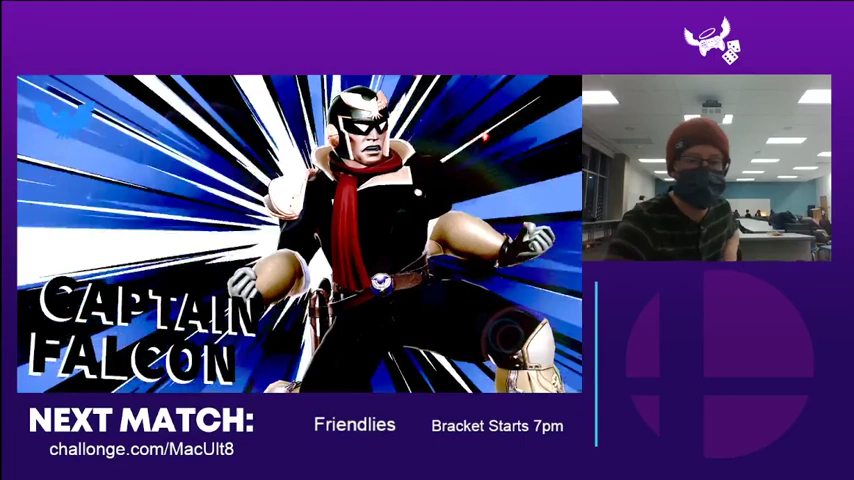 CAPTAIN
FALCON
NEXT MATCH:
challonge.com/MacUlt8
Friendlies
Bracket Starts 7pm